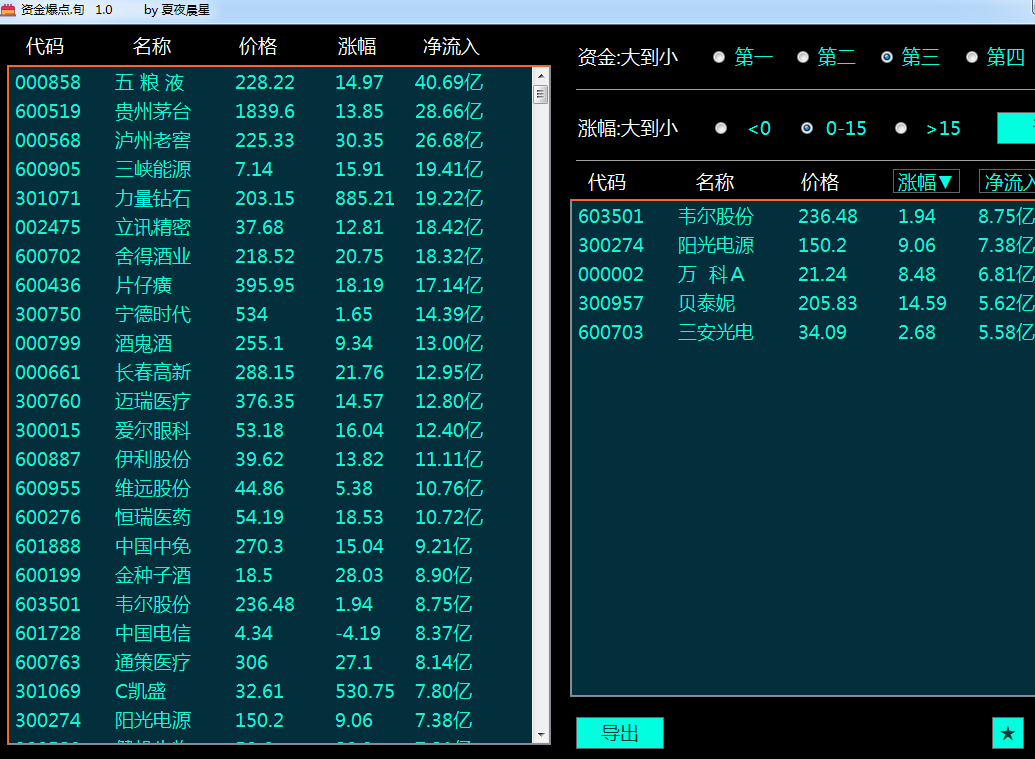 资金爆点.旬 1.0 by 夏夜晨星
代码 名称 价格 涨幅 净流入
000858 五 粮 液 228.22 14.97 40.69亿
600519 贵州茅台 1839.6 13.85 28.66亿
000568 泸州老窖 225.33 30.35 26.68亿
600905 三峡能源 7.14 15.91 19.41亿
301071 力量钻石 203.15 885.21 19.22亿
002475 立讯精密 37.68 12.81 18.42亿
600702 舍得酒业 218.52 20.75 18.32亿
600436 片仔癀 395.95 18.19 17.14亿
300750 宁德时代 534 1.65 14.39亿
000799 酒鬼酒 255.1 9.34 13.00亿
000661 长春高新 288.15 21.76 12.95亿
300760 迈瑞医疗 376.35 14.57 12.80亿
300015 爱尔眼科 53.18 16.04 12.40亿
600887 伊利股份 39.62 13.82 11.11亿
600955 维远股份 44.86 5.38 10.76亿
600276 恒瑞医药 54.19 18.53 10.72亿
601888 中国中免 270.3 15.04 9.21亿
600199 金种子酒 18.5 28.03 8.90亿
603501 韦尔股份 236.48 1.94 8.75亿
601728 中国电信 4.34 -4.19 8.37亿
600763 通策医疗 306 27.1 8.14亿
301069 C凯盛 32.61 530.75 7.80亿
300274 阳光电源 150.2 9.06 7.38亿
资金:大到小 第一 第二 第三 第四
涨幅:大到小 <0 0-15 >15
代码 名称 价格 涨幅▼ 净流入
603501 韦尔股份 236.48 1.94 8.75亿
300274 阳光电源 150.2 9.06 7.38亿
000002 万 科A 21.24 8.48 6.81亿
300957 贝泰妮 205.83 14.59 5.62亿
600703 三安光电 34.09 2.68 5.58亿
导出 ★